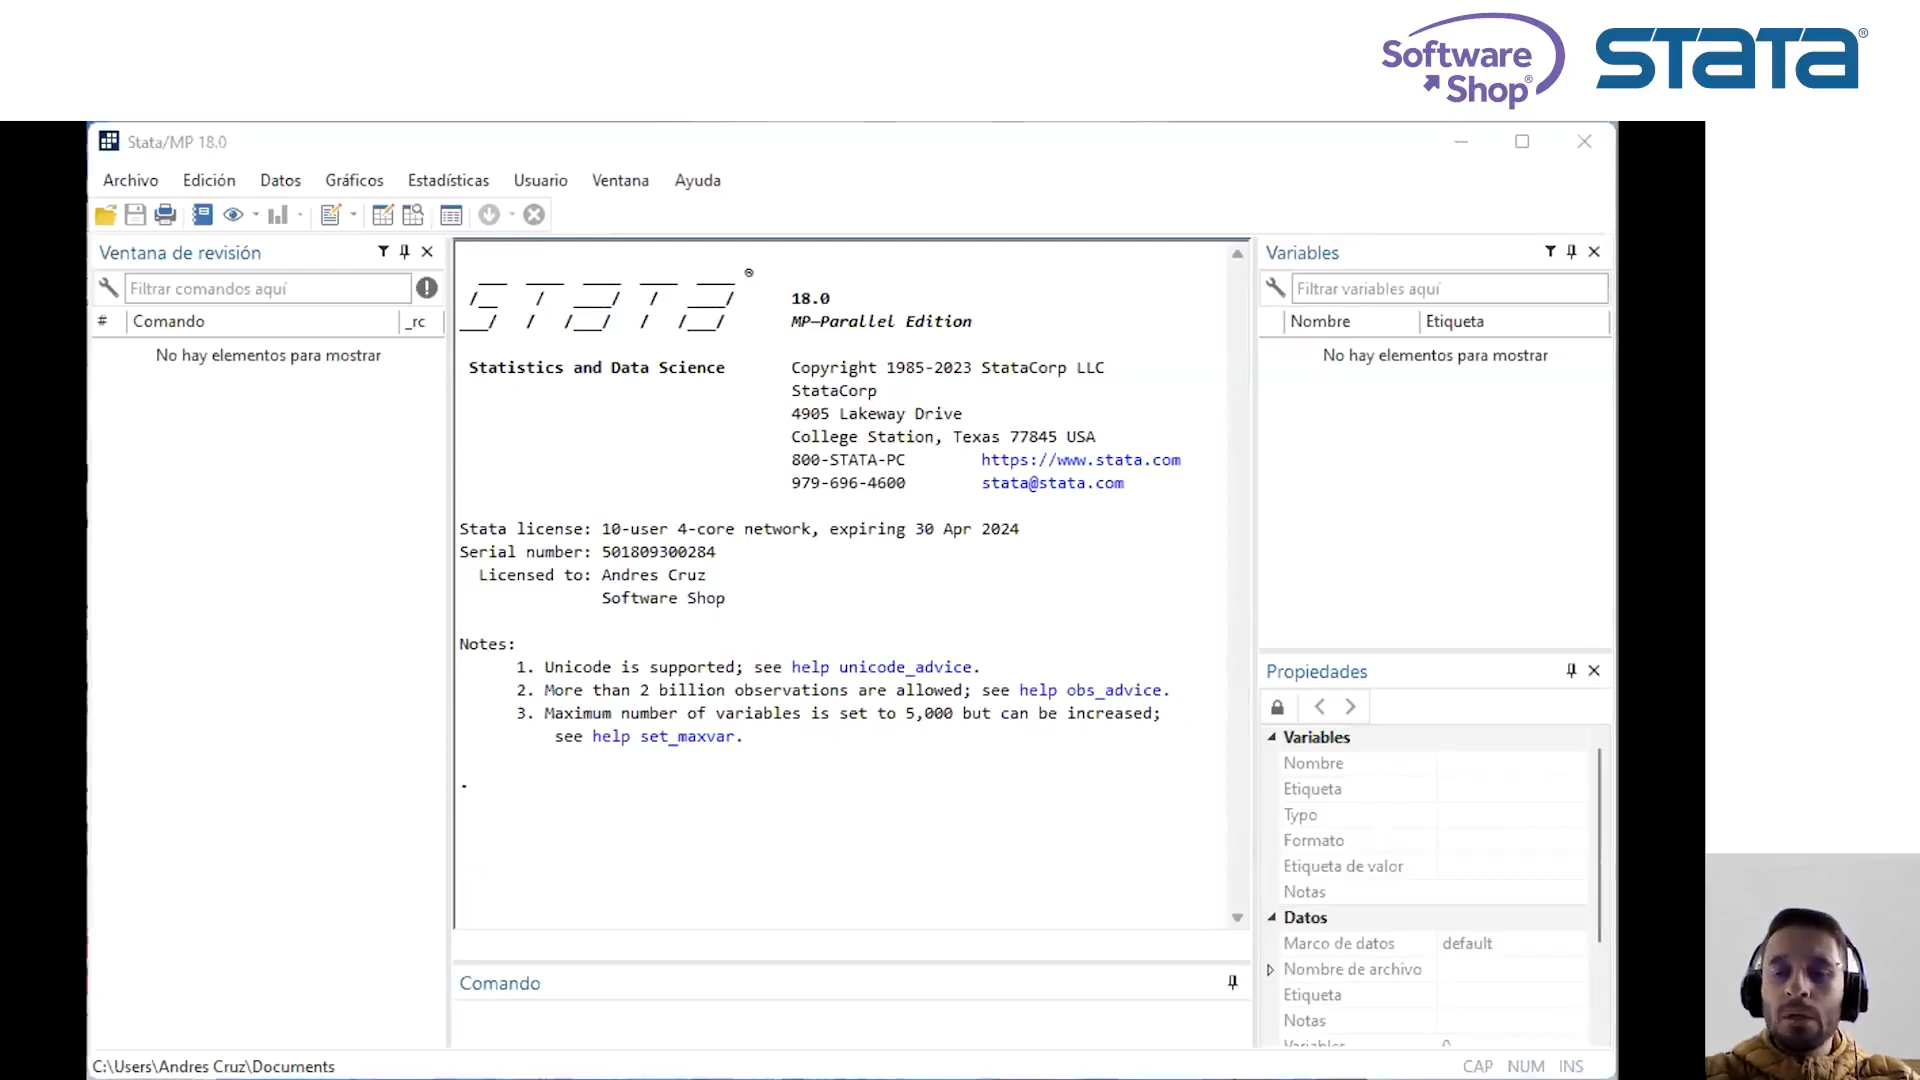 Software
Shop®
STATA®
Stata/MP 18.0
Archivo Edición Datos Gráficos Estadísticas Usuario Ventana Ayuda
Ventana de revisión
Filtrar comandos aquí
# Comando _rc
No hay elementos para mostrar
STATA ®
18.0
MP—Parallel Edition
Statistics and Data Science
Copyright 1985-2023 StataCorp LLC
StataCorp
4905 Lakeway Drive
College Station, Texas 77845 USA
800-STATA-PC https://www.stata.com
979-696-4600 stata@stata.com
Stata license: 10-user 4-core network, expiring 30 Apr 2024
Serial number: 501809300284
Licensed to: Andres Cruz
Software Shop
Notes:
1. Unicode is supported; see help unicode_advice.
2. More than 2 billion observations are allowed; see help obs_advice.
3. Maximum number of variables is set to 5,000 but can be increased;
see help set_maxvar.
.
Comando
Variables
Filtrar variables aquí
Nombre Etiqueta
No hay elementos para mostrar
Propiedades
Variables
Nombre
Etiqueta
Typo
Formato
Etiqueta de valor
Notas
Datos
Marco de datos default
Nombre de archivo
Etiqueta
Notas
Variables 0
C:\Users\Andres Cruz\Documents
CAP NUM INS